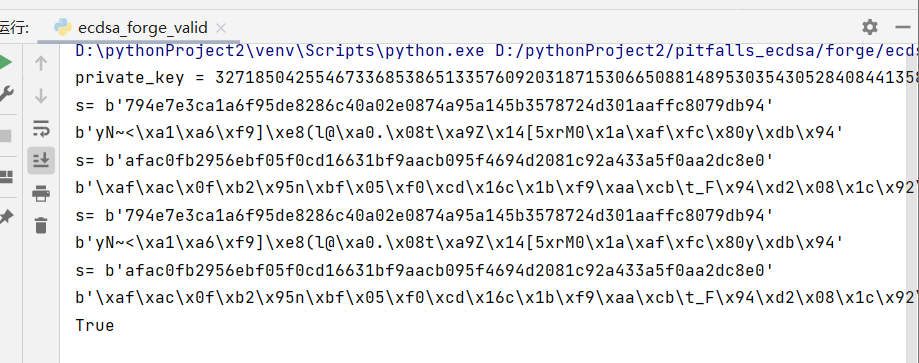 运行: ecdsa_forge_valid
D:\pythonProject2\venv\Scripts\python.exe D:/pythonProject2/pitfalls_ecdsa/forge/ecds
private_key = 32718504255467336853865133576092031871530665088148953035430528408441358
s= b'794e7e3ca1a6f95de8286c40a02e0874a95a145b3578724d301aaffc8079db94'
b'yN~<\xa1\xa6\xf9]\xe8(l@\xa0.\x08t\xa9Z\x14[5xrM0\x1a\xaf\xfc\x80y\xdb\x94'
s= b'afac0fb2956ebf05f0cd16631bf9aacb095f4694d2081c92a433a5f0aa2dc8e0'
b'\xaf\xac\x0f\xb2\x95n\xbf\x05\xf0\xcd\x16c\x1b\xf9\xaa\xcb\t_F\x94\xd2\x08\x1c\x92\
s= b'794e7e3ca1a6f95de8286c40a02e0874a95a145b3578724d301aaffc8079db94'
b'yN~<\xa1\xa6\xf9]\xe8(l@\xa0.\x08t\xa9Z\x14[5xrM0\x1a\xaf\xfc\x80y\xdb\x94'
s= b'afac0fb2956ebf05f0cd16631bf9aacb095f4694d2081c92a433a5f0aa2dc8e0'
b'\xaf\xac\x0f\xb2\x95n\xbf\x05\xf0\xcd\x16c\x1b\xf9\xaa\xcb\t_F\x94\xd2\x08\x1c\x92\
True